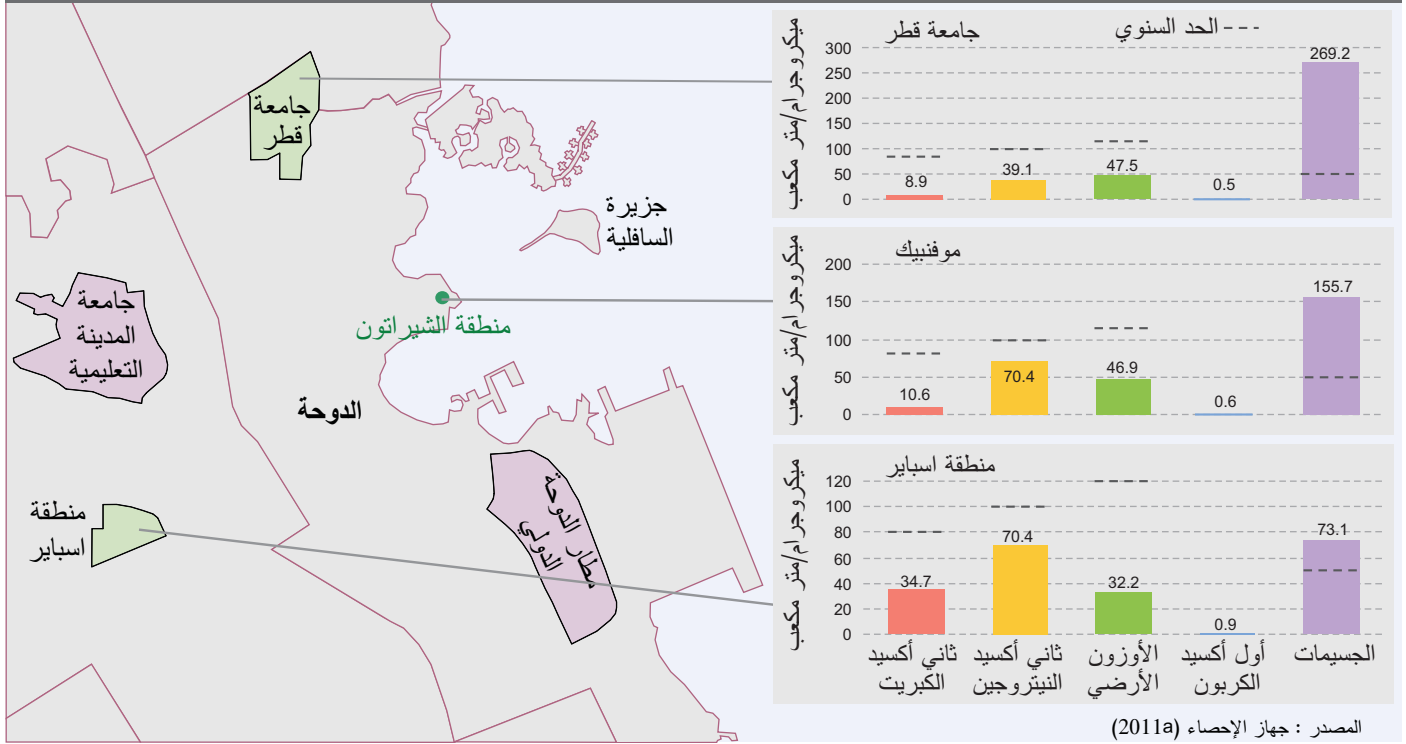 جامعة
قطر
جزيرة
السافلية
منطقة الشيراتون
جامعة
المدينة
التعليمية
الدوحة
منطقة
اسباير
مطار الدوحة
الدولي
جامعة قطر
--- الحد السنوي
ميكروجرام/متر مكعب
300
250
200
150
100
50
0
8.9
39.1
47.5
0.5
269.2
موفنبيك
ميكروجرام/متر مكعب
200
150
100
50
0
10.6
70.4
46.9
0.6
155.7
منطقة اسباير
ميكروجرام/متر مكعب
120
100
80
60
40
20
0
34.7
70.4
32.2
0.9
73.1
ثاني أكسيد
الكبريت
ثاني أكسيد
النيتروجين
الأوزون
الأرضي
أول أكسيد
الكربون
الجسيمات
المصدر : جهاز الإحصاء (2011a)